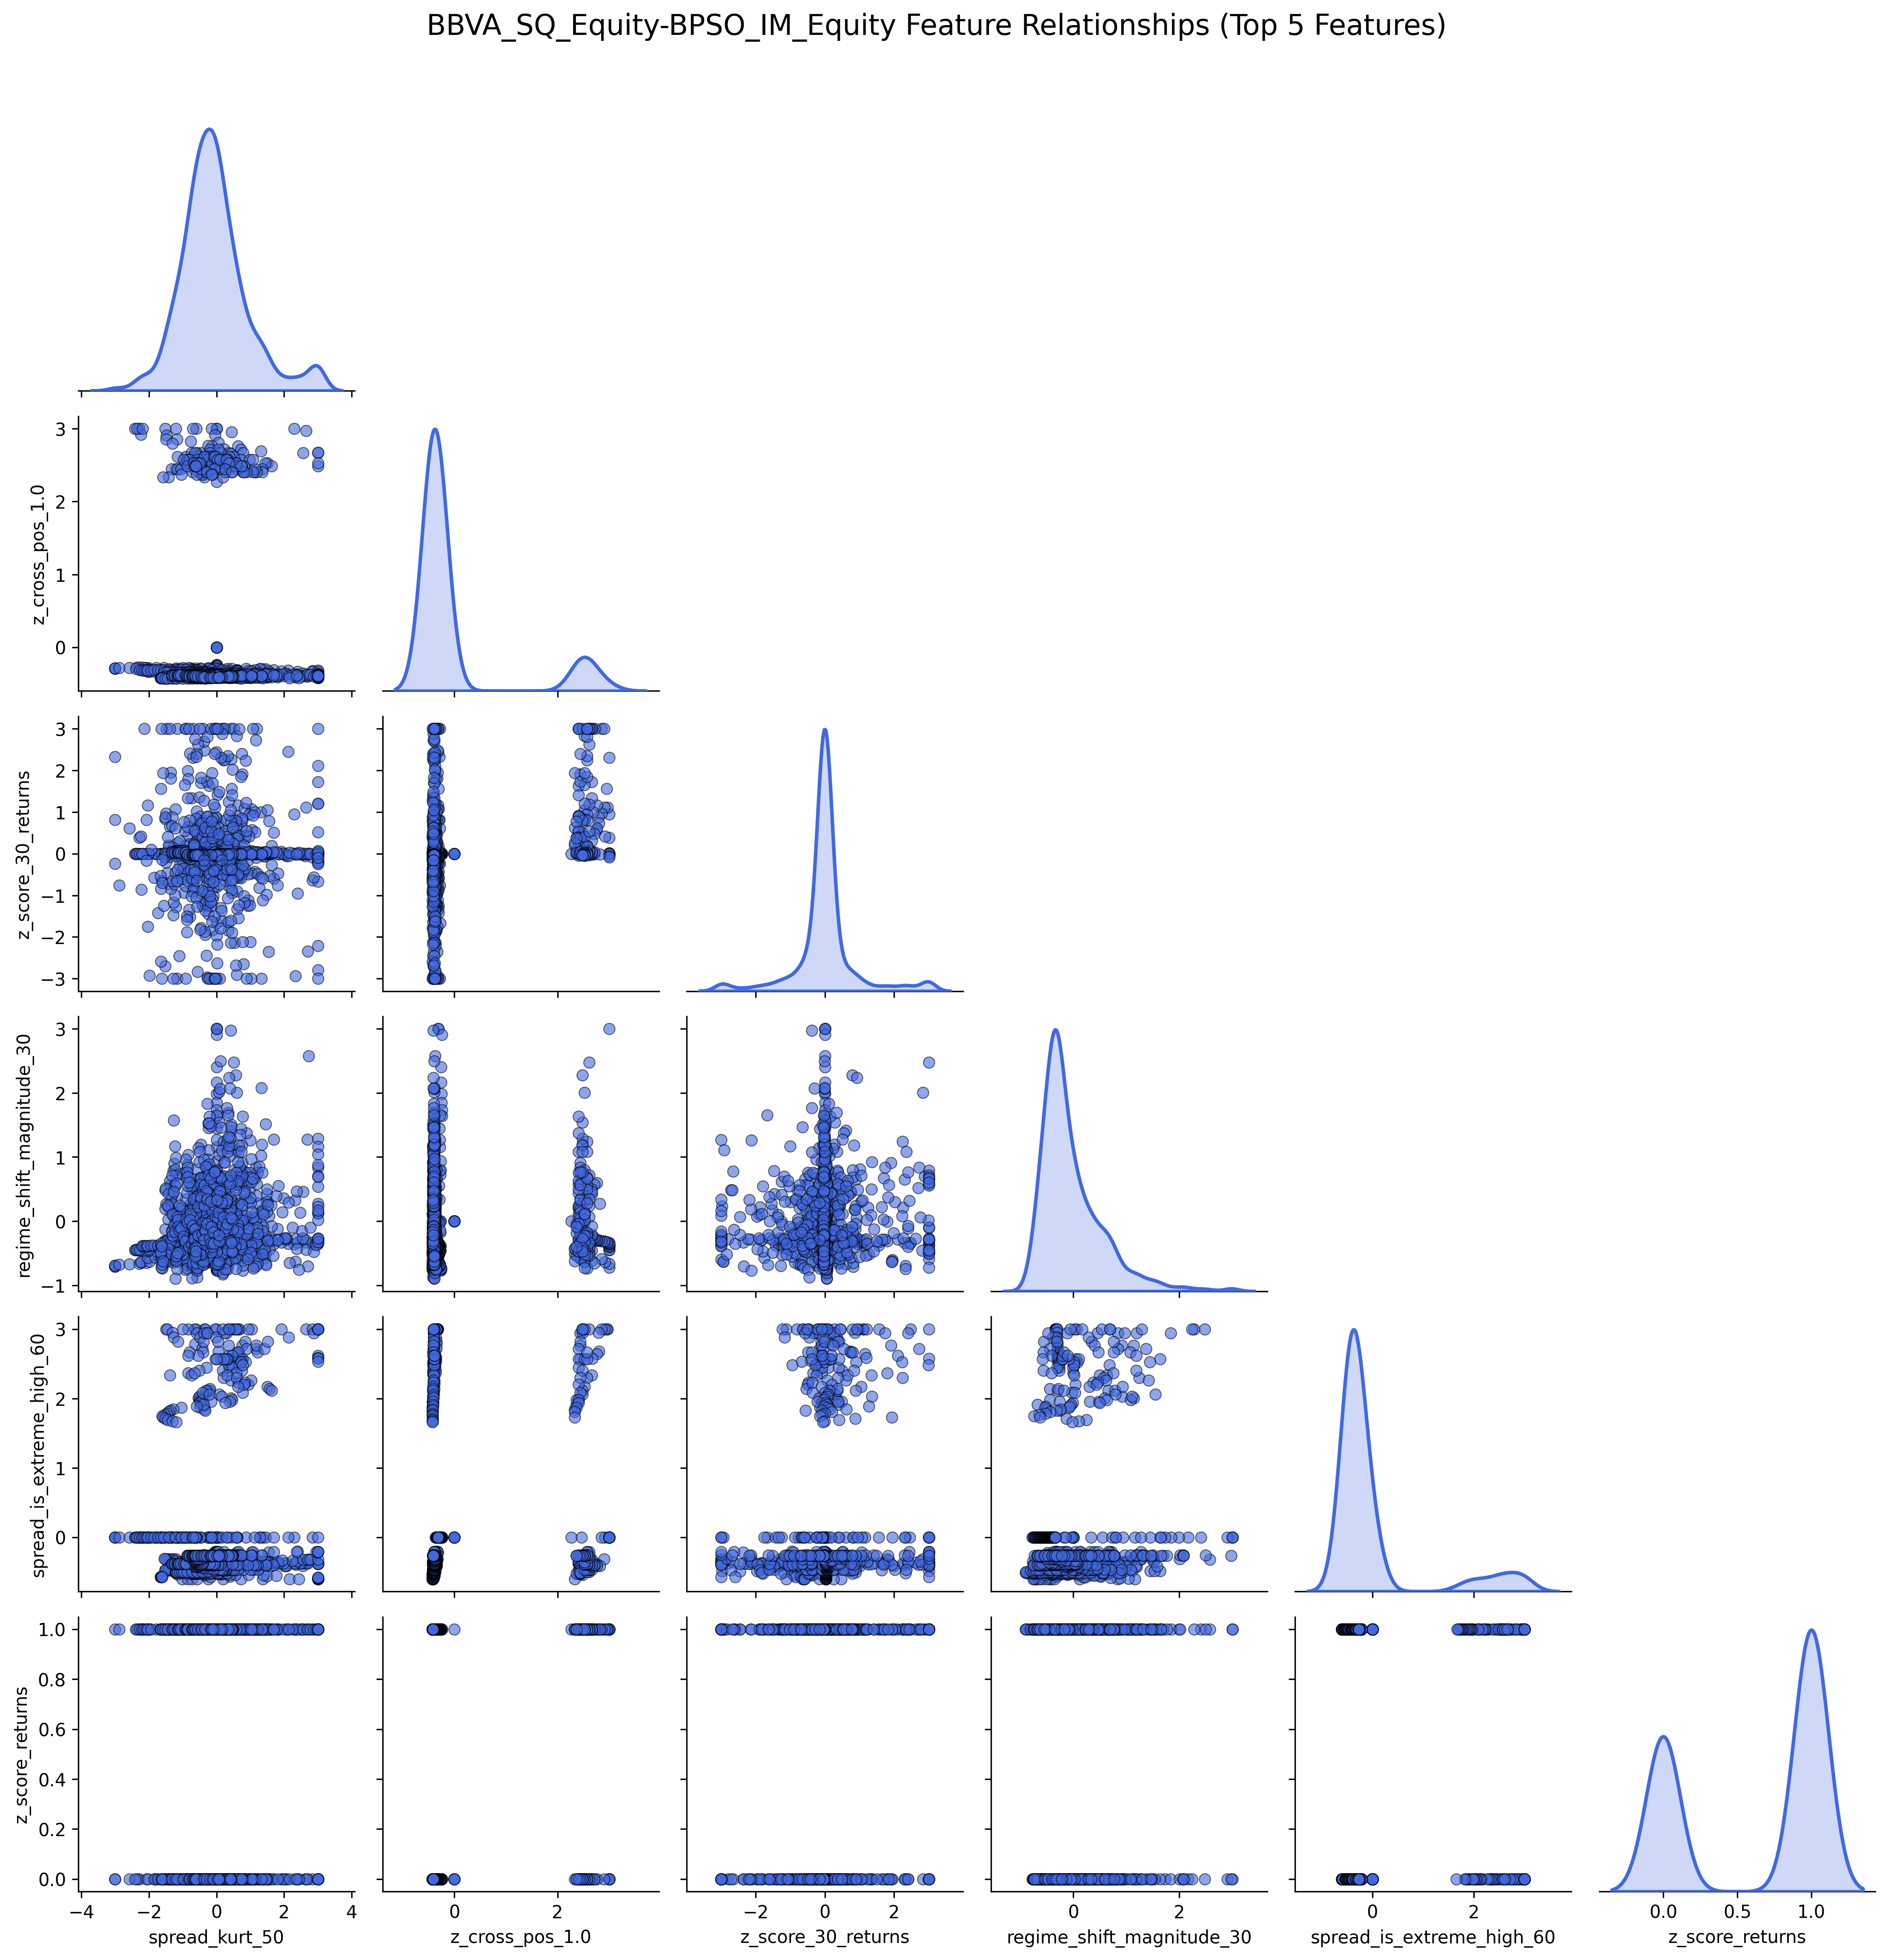 BBVA_SQ_Equity-BPSO_IM_Equity Feature Relationships (Top 5 Features)
z_cross_pos_1.0
3
2
1
0
z_score_30_returns
3
2
1
0
−1
−2
−3
regime_shift_magnitude_30
3
2
1
0
−1
spread_is_extreme_high_60
3
2
1
0
z_score_returns
1.0
0.8
0.6
0.4
0.2
0.0
−4 −2 0 2 4
spread_kurt_50
0 2
z_cross_pos_1.0
−2 0 2
z_score_30_returns
0 2
regime_shift_magnitude_30
0 2
spread_is_extreme_high_60
0.0 0.5 1.0
z_score_returns